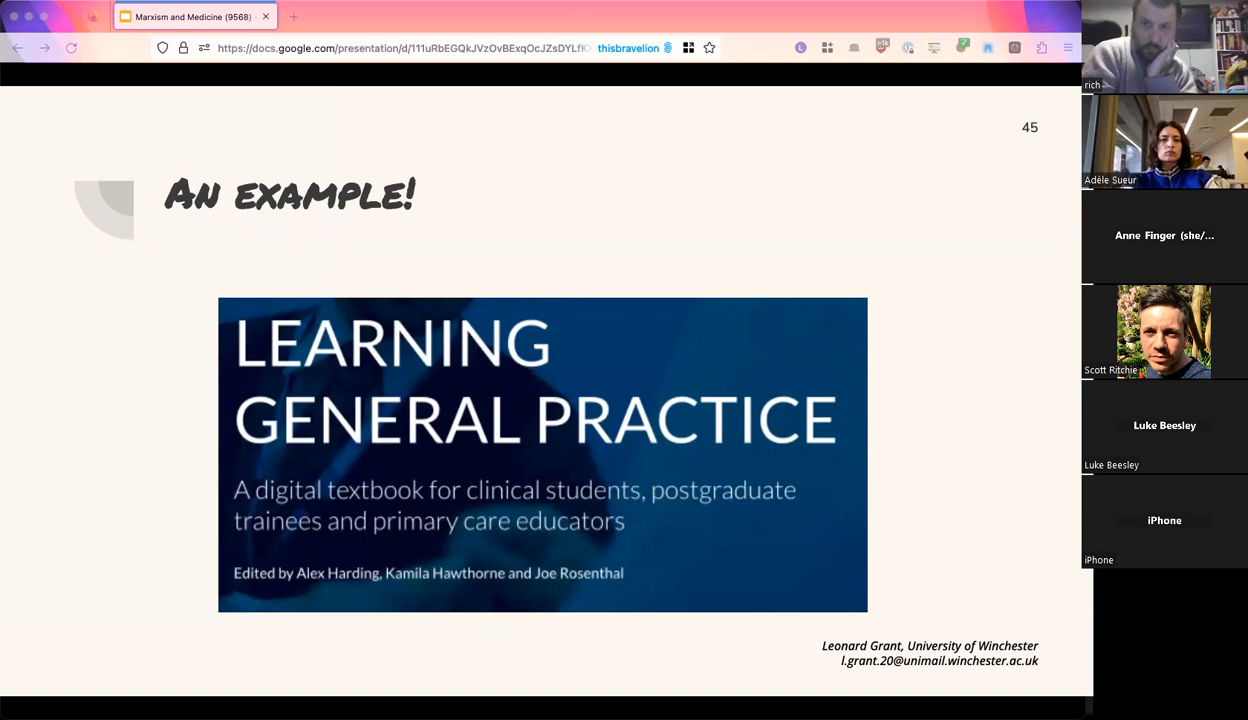 Marxism and Medicine (9568) -
https://docs.google.com/presentation/d/111uRbEGQkJVzOvBExqOcJZsDYLfK
thisbravelion
45
An example!
LEARNING
GENERAL PRACTICE
A digital textbook for clinical students, postgraduate
trainees and primary care educators
Edited by Alex Harding, Kamila Hawthorne and Joe Rosenthal
Leonard Grant, University of Winchester
l.grant.20@unimail.winchester.ac.uk
rich
Adèle Sueur
Anne Finger (she/...
Scott Ritchie
Luke Beesley
Luke Beesley
iPhone
iPhone